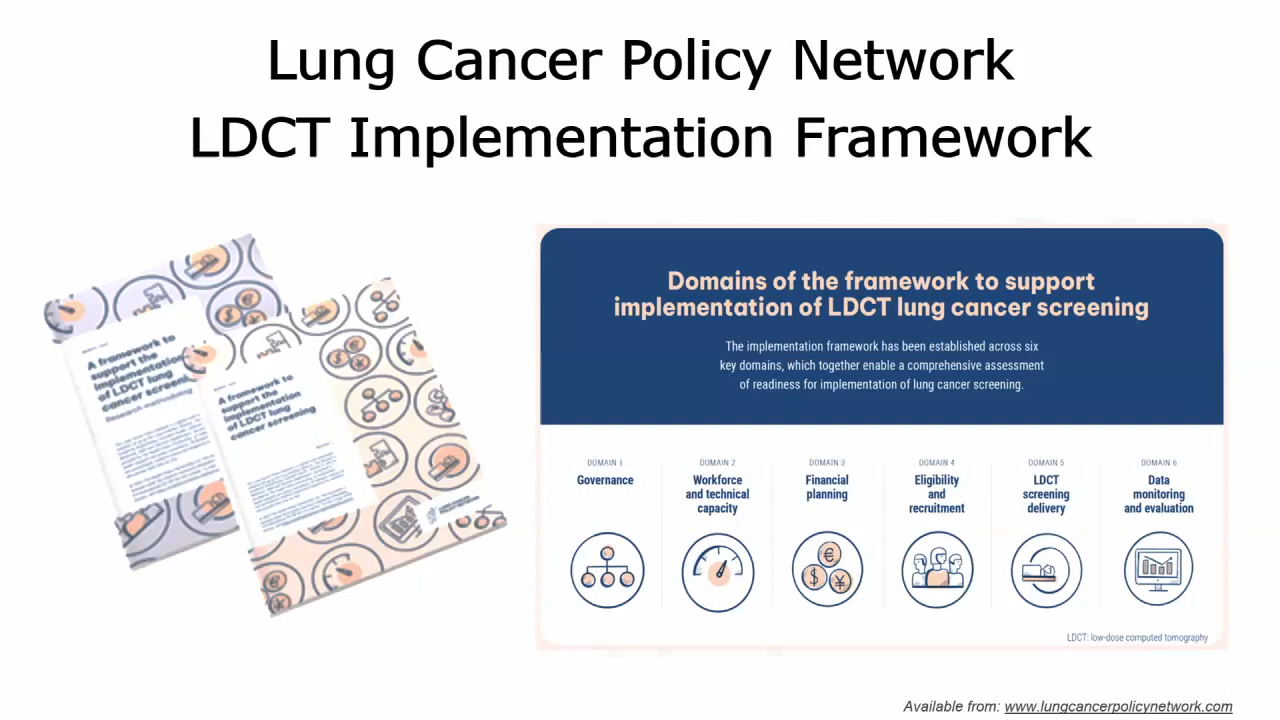 Lung Cancer Policy Network
LDCT Implementation Framework
A framework to
support the
implementation
of LDCT lung
cancer screening
Research methodology
A framework to
support the
implementation
of LDCT lung
cancer screening
Domains of the framework to support
implementation of LDCT lung cancer screening
The implementation framework has been established across six
key domains, which together enable a comprehensive assessment
of readiness for implementation of lung cancer screening.
DOMAIN 1
Governance
DOMAIN 2
Workforce
and technical
capacity
DOMAIN 3
Financial
planning
DOMAIN 4
Eligibility
and
recruitment
DOMAIN 5
LDCT
screening
delivery
DOMAIN 6
Data
monitoring
and evaluation
€
$ ¥
LDCT: low-dose computed tomography
Available from: www.lungcancerpolicynetwork.com